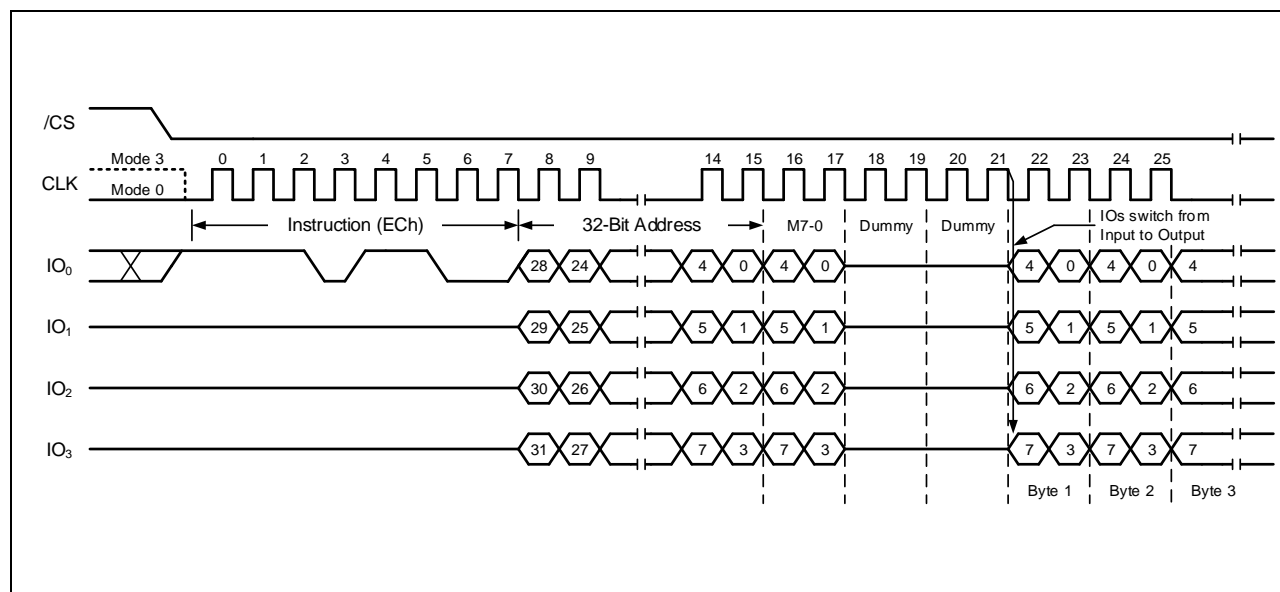 /CS
Mode 3 0 1 2 3 4 5 6 7 8 9 14 15 16 17 18 19 20 21 22 23 24 25
CLK
Mode 0
Instruction (ECh) 32-Bit Address M7-0 Dummy Dummy IOs switch from
Input to Output
IO0 28 24 4 0 4 0 4 0 4 0 4
IO1 29 25 5 1 5 1 5 1 5 1 5
IO2 30 26 6 2 6 2 6 2 6 2 6
IO3 31 27 7 3 7 3 7 3 7 3 7
Byte 1 Byte 2 Byte 3